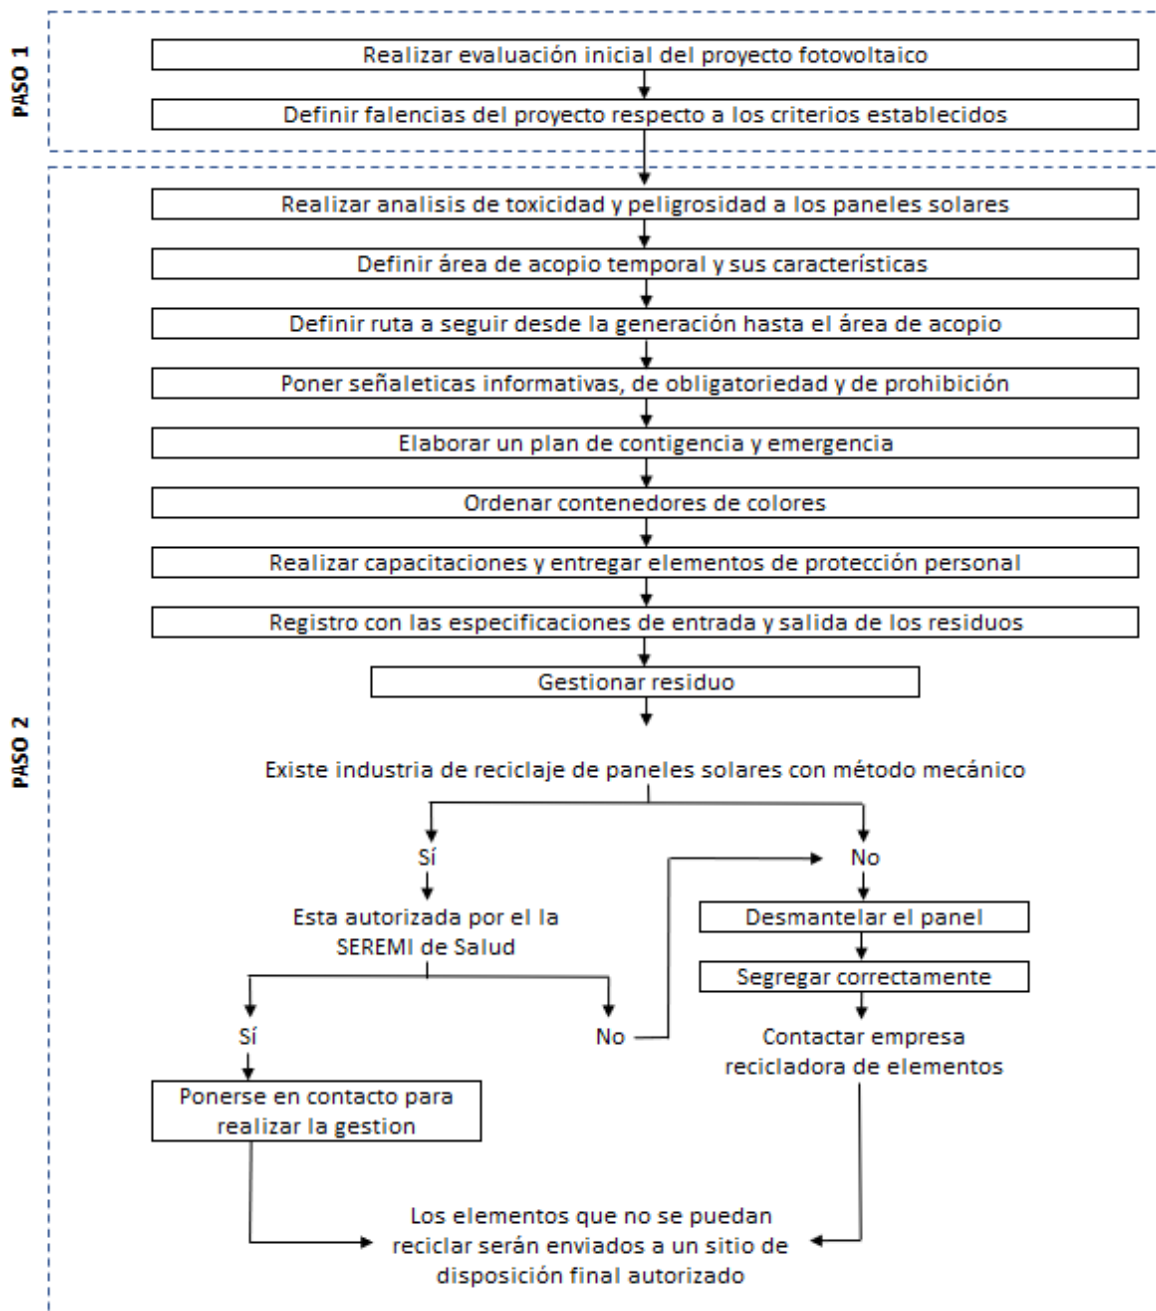 PASO 1
Realizar evaluación inicial del proyecto fotovoltaico
Definir falencias del proyecto respecto a los criterios establecidos
PASO 2
Realizar analisis de toxicidad y peligrosidad a los paneles solares
Definir área de acopio temporal y sus características
Definir ruta a seguir desde la generación hasta el área de acopio
Poner señaleticas informativas, de obligatoriedad y de prohibición
Elaborar un plan de contigencia y emergencia
Ordenar contenedores de colores
Realizar capacitaciones y entregar elementos de protección personal
Registro con las especificaciones de entrada y salida de los residuos
Gestionar residuo
Existe industria de reciclaje de paneles solares con método mecánico
Sí
No
Esta autorizada por el la
SEREMI de Salud
Desmantelar el panel
Segregar correctamente
Sí
No
Contactar empresa
recicladora de elementos
Ponerse en contacto para
realizar la gestion
Los elementos que no se puedan
reciclar serán enviados a un sitio de
disposición final autorizado